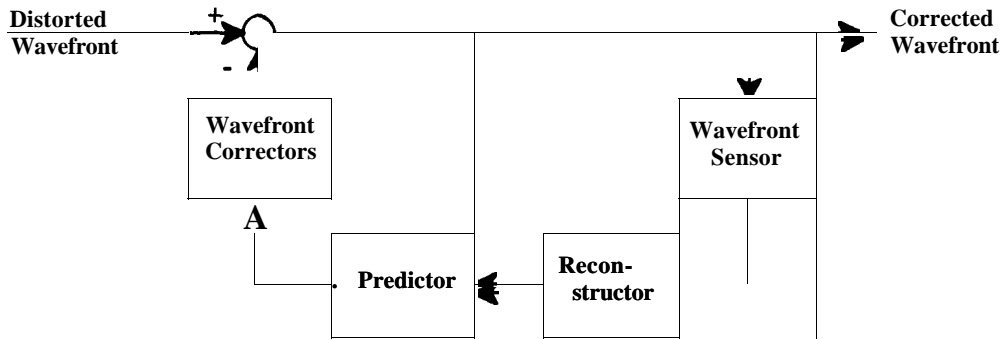 Distorted
Wavefront
+
-
Corrected
Wavefront
Wavefront
Correctors
Wavefront
Sensor
A
Predictor
Recon-
structor